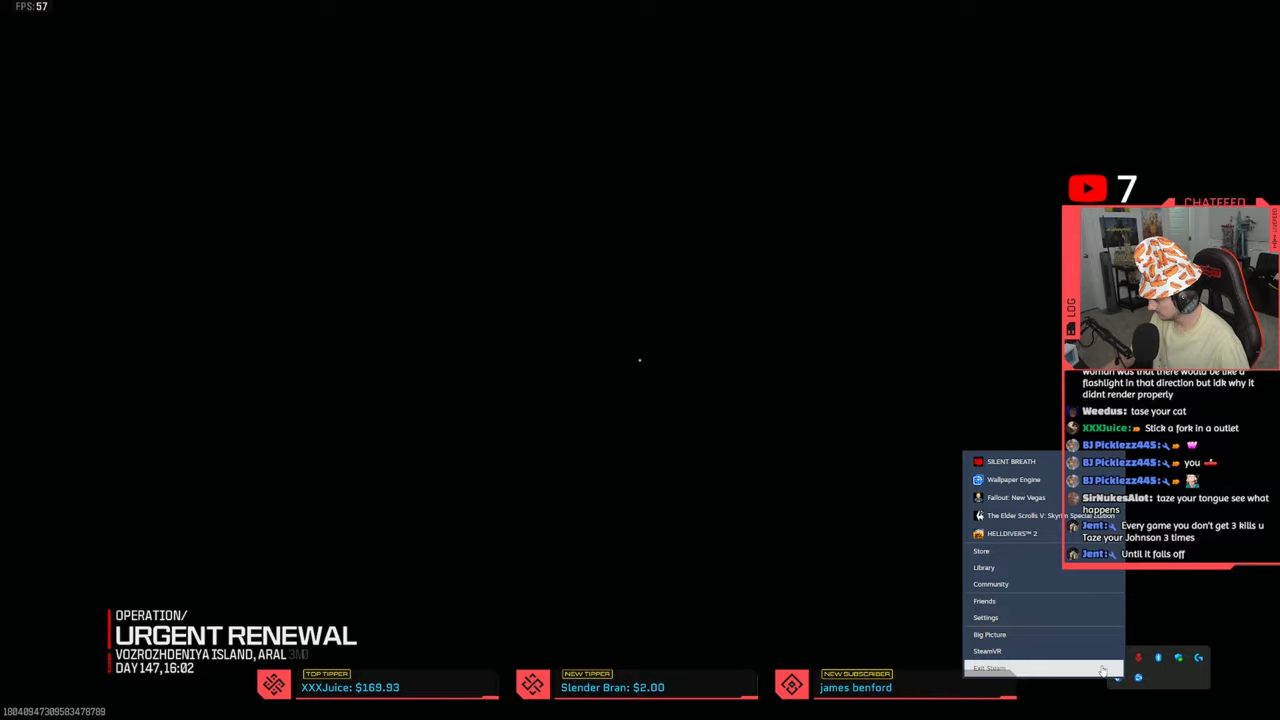 FPS: 57
7
CHATFEED
LOG
woman was that there would be like a
flashlight in that direction but idk why it
didnt render properly
Weedus: tase your cat
XXXJuice: Stick a fork in a outlet
BJ Picklezz445:
BJ Picklezz445: you
BJ Picklezz445:
SirNukesAlot: taze your tongue see what
happens
Jent: Every game you don't get 3 kills u
Taze your Johnson 3 times
Jent: Until it falls off
SILENT BREATH
Wallpaper Engine
Fallout: New Vegas
The Elder Scrolls V: Skyrim Special Edition
HELLDIVERS™ 2
Store
Library
Community
Friends
Settings
Big Picture
SteamVR
Exit Steam
OPERATION/
URGENT RENEWAL
VOZROZHDENIYA ISLAND, ARAL
DAY 147, 16:02
TOP TIPPER
XXXJuice: $169.93
NEW TIPPER
Slender Bran: $2.00
NEW SUBSCRIBER
james benford
18040947309583478789